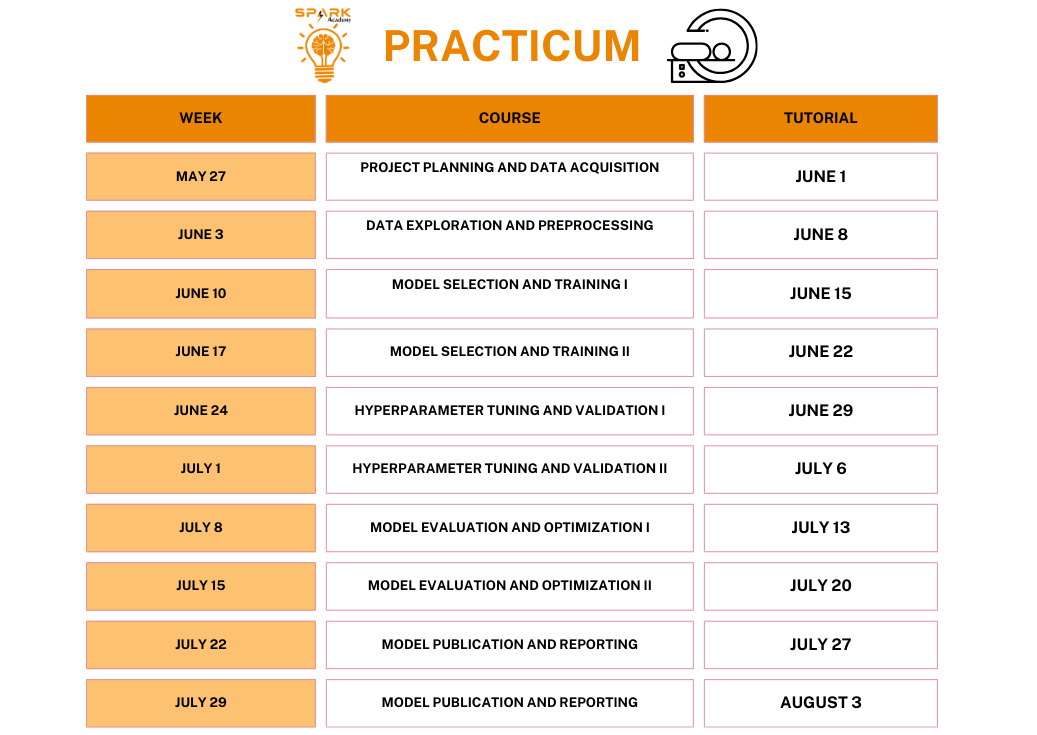 SPARK
Academy
PRACTICUM
WEEK COURSE TUTORIAL
MAY 27 PROJECT PLANNING AND DATA ACQUISITION JUNE 1
JUNE 3 DATA EXPLORATION AND PREPROCESSING JUNE 8
JUNE 10 MODEL SELECTION AND TRAINING I JUNE 15
JUNE 17 MODEL SELECTION AND TRAINING II JUNE 22
JUNE 24 HYPERPARAMETER TUNING AND VALIDATION I JUNE 29
JULY 1 HYPERPARAMETER TUNING AND VALIDATION II JULY 6
JULY 8 MODEL EVALUATION AND OPTIMIZATION I JULY 13
JULY 15 MODEL EVALUATION AND OPTIMIZATION II JULY 20
JULY 22 MODEL PUBLICATION AND REPORTING JULY 27
JULY 29 MODEL PUBLICATION AND REPORTING AUGUST 3